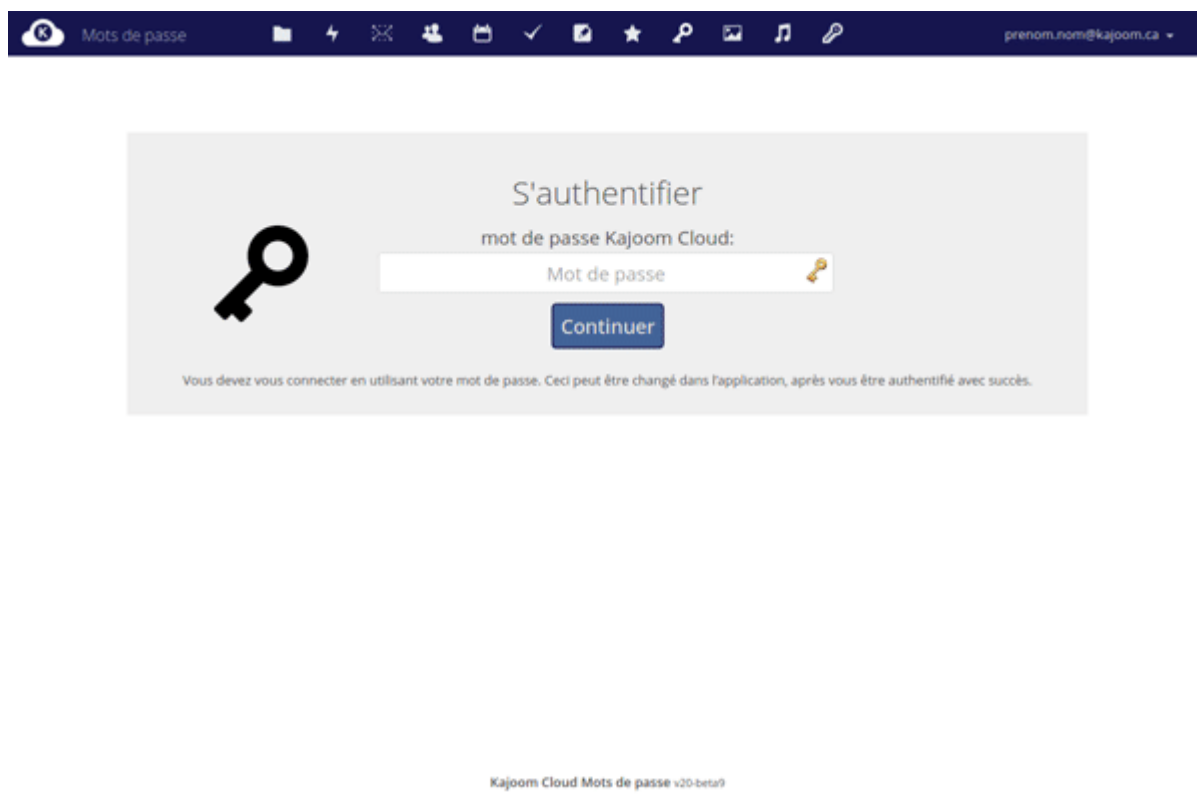 K
Mots de passe
prenom.nom@kajoom.ca
S'authentifier
mot de passe Kajoom Cloud:
Mot de passe
Continuer
Vous devez vous connecter en utilisant votre mot de passe. Ceci peut être changé dans l'application, après vous être authentifié avec succès.
Kajoom Cloud Mots de passe v20-beta9